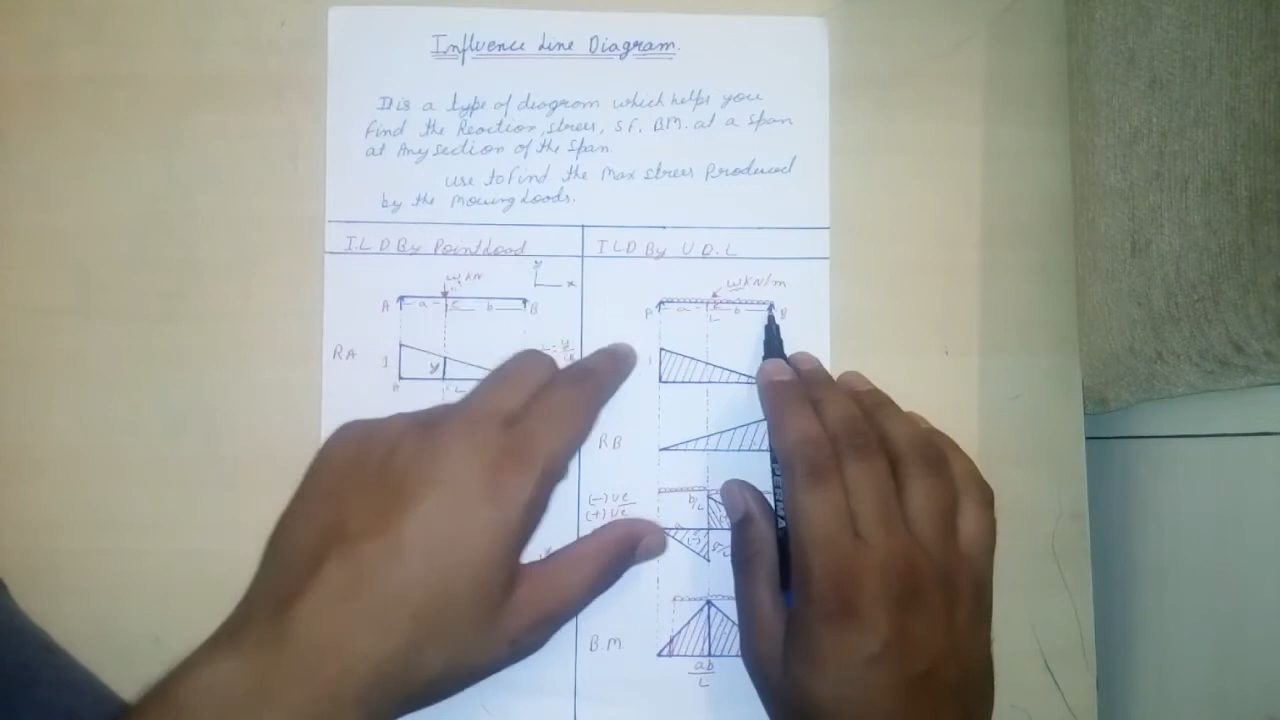 Influence Line Diagram.
It is a type of diagram which helps you
Find the Reaction, stress, S.F. B.M. at a span
at Any section of the span.
use to Find the Max stress Produced
by the Moving Loads.
I.L D By Point Load
w KN
y
x
A
a
c
b
B
RA
1
y
I L D By U D. L
w KN/m
A
a
c
b
B
L
1
RB
(-) ve
(+) ve
b/L
a
(-)
B.M
ab
L
PERMA